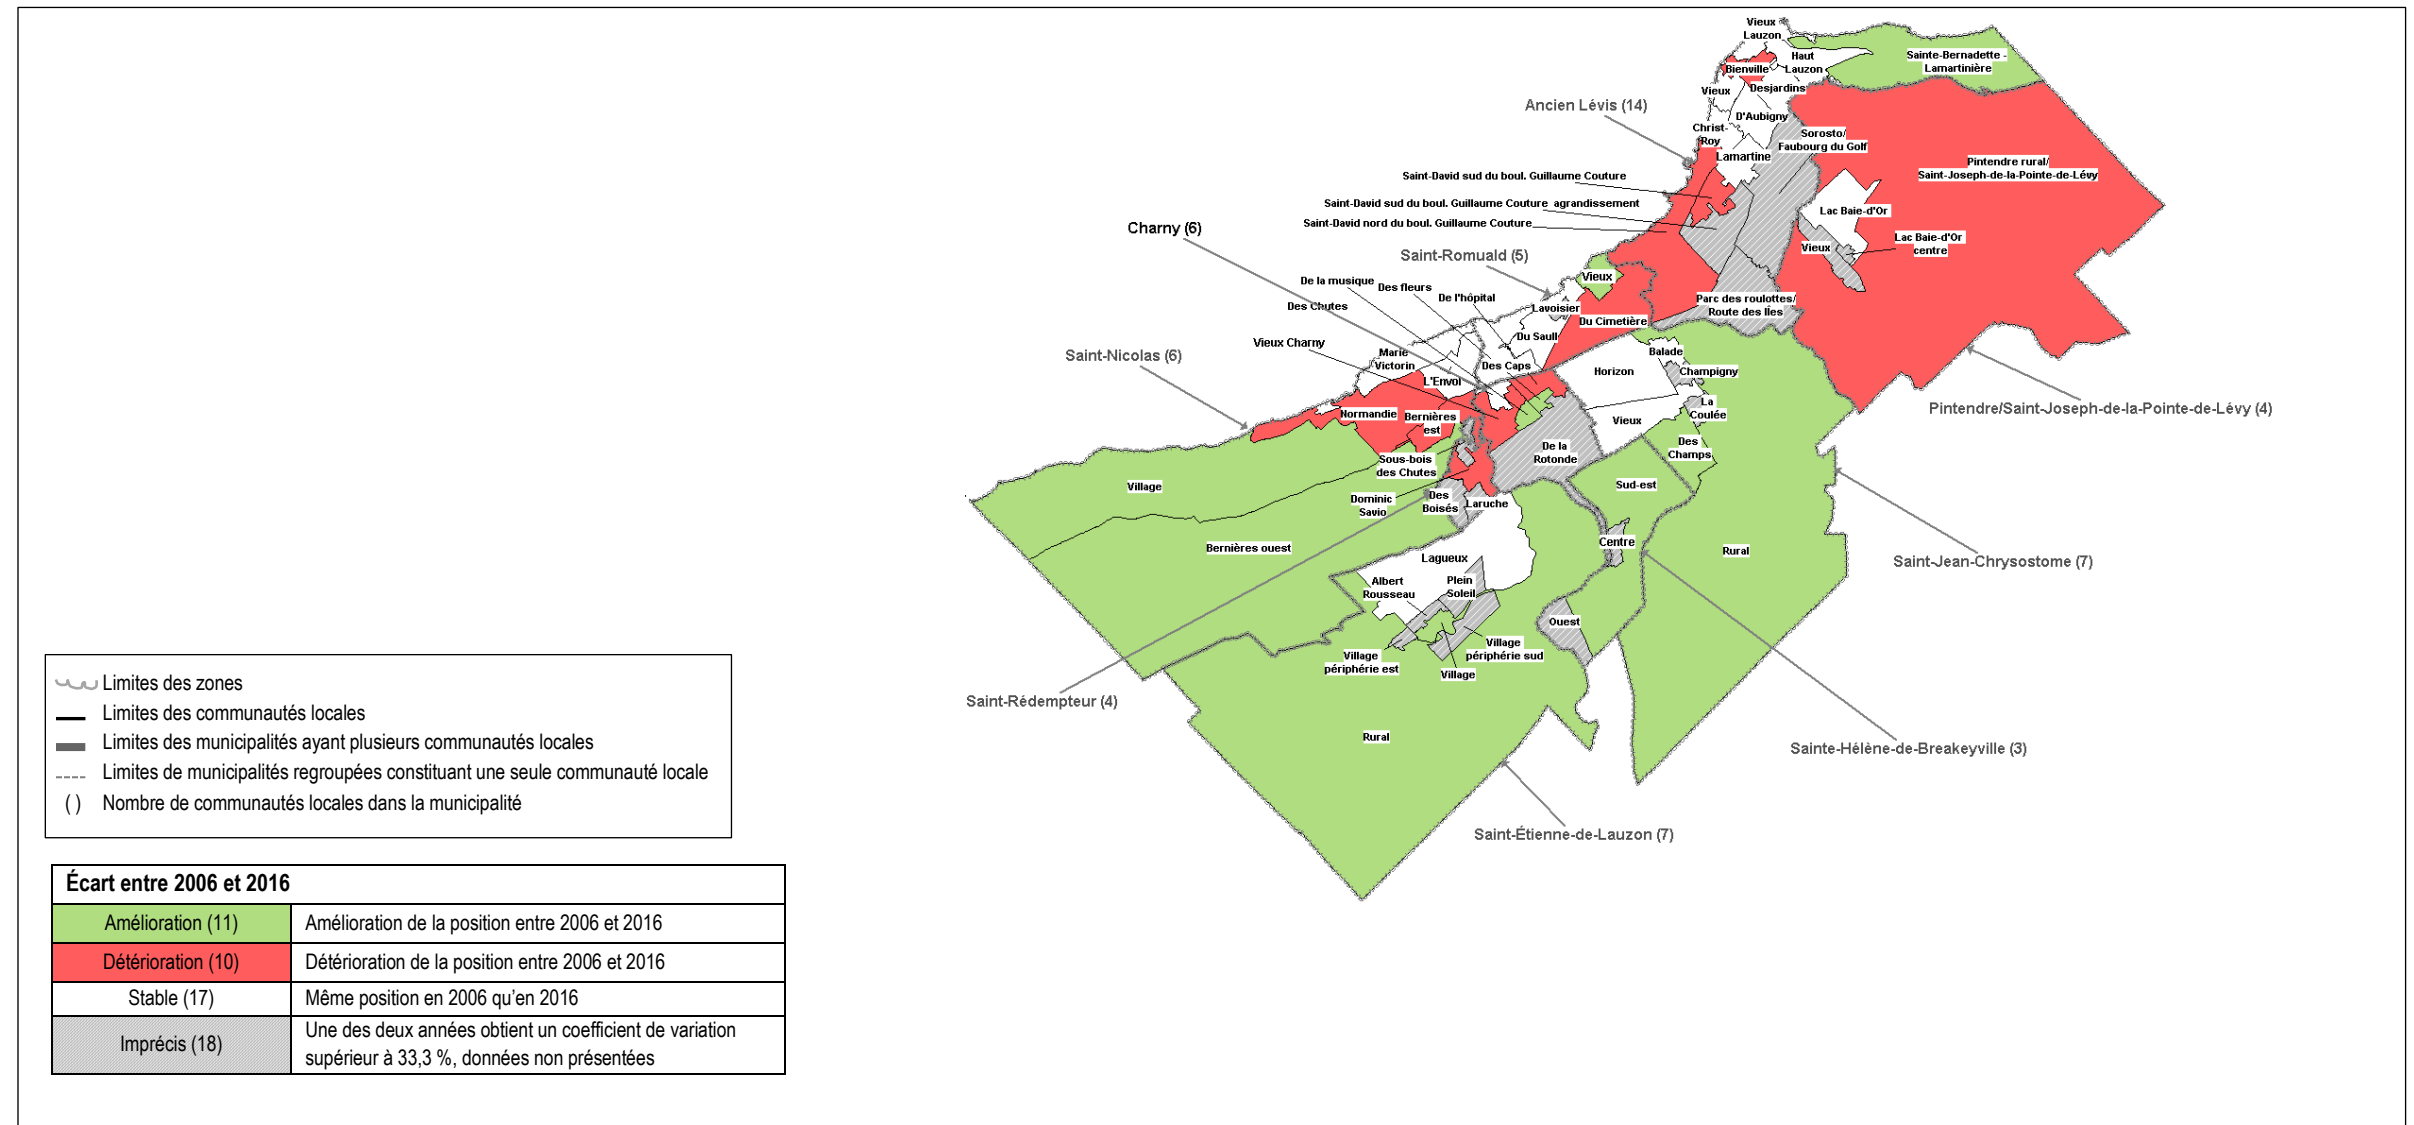 Vieux
Lauzon
Haut
Lauzon
Sainte-Bernadette -
Lamartinière
Bienville
Vieux
Desjardins
Ancien Lévis (14)
D'Aubigny
Christ-
Roy
Sorosto/
Faubourg du Golf
Lamartine
Pintendre rural/
Saint-Joseph-de-la-Pointe-de-Lévy
Saint-David sud du boul. Guillaume Couture
Saint-David sud du boul. Guillaume Couture agrandissement
Saint-David nord du boul. Guillaume Couture
Lac Baie-d'Or
Charny (6)
Lac Baie-d'Or
centre
Vieux
Saint-Romuald (5)
Vieux
De la musique
Des fleurs
De l'hôpital
Des Chutes
Lavoisier
Parc des roulottes/
Route des Iles
Du Cimetière
Du Sault
Vieux Charny
Saint-Nicolas (6)
Marie
Victorin
Des Caps
Balade
Horizon
Champigny
L'Envol
La
Coulée
Pintendre/Saint-Joseph-de-la-Pointe-de-Lévy (4)
Normandie
Bernières
est
Vieux
De la
Rotonde
Des
Champs
Sous-bois
des Chutes
Village
Sud-est
Dominic
Savio
Des
Boisés
Laruche
Bernières ouest
Centre
Rural
Saint-Jean-Chrysostome (7)
Lagueux
Albert
Rousseau
Plein
Soleil
Ouest
Village
périphérie sud
Village
périphérie est
Village
Saint-Rédempteur (4)
Rural
Sainte-Hélène-de-Breakeyville (3)
Saint-Étienne-de-Lauzon (7)
Limites des zones
Limites des communautés locales
Limites des municipalités ayant plusieurs communautés locales
Limites de municipalités regroupées constituant une seule communauté locale
( ) Nombre de communautés locales dans la municipalité
Écart entre 2006 et 2016
Amélioration (11) Amélioration de la position entre 2006 et 2016
Détérioration (10) Détérioration de la position entre 2006 et 2016
Stable (17) Même position en 2006 qu'en 2016
Imprécis (18) Une des deux années obtient un coefficient de variation
supérieur à 33,3 %, données non présentées